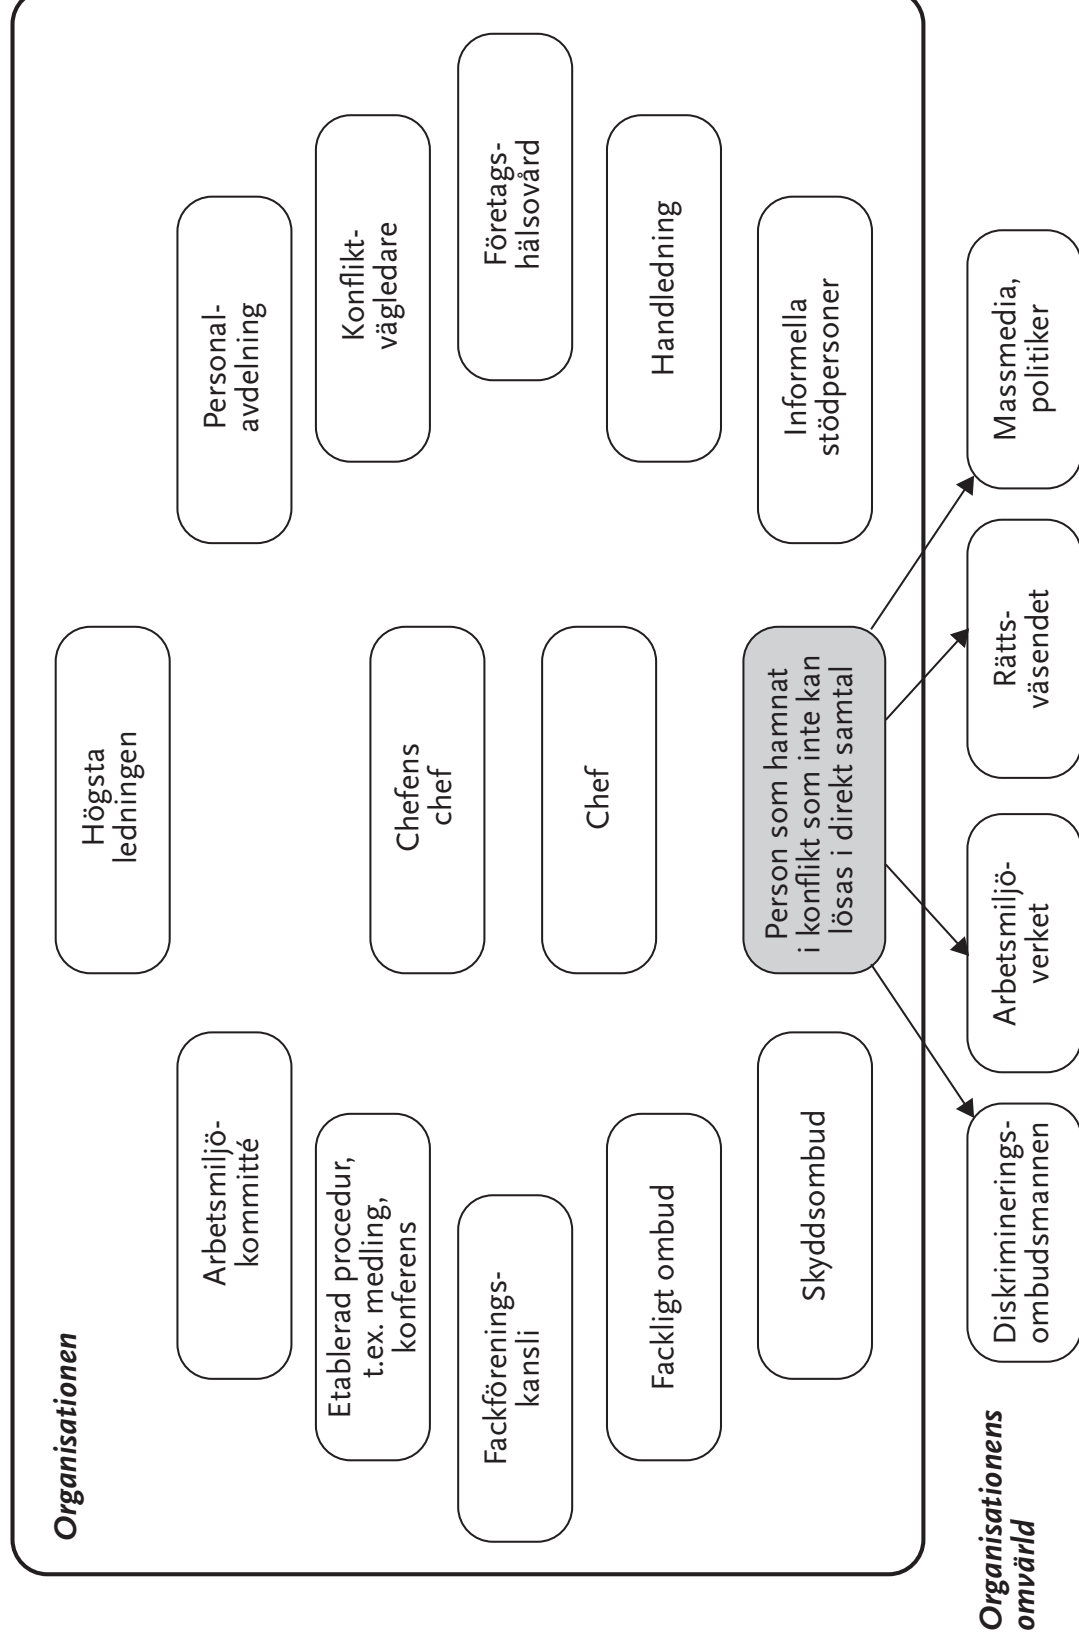 Organisationen
Högsta
ledningen
Arbetsmiljö-
kommitté
Personal-
avdelning
Etablerad procedur,
t.ex. medling,
konferens
Chefens
chef
Konflikt-
vägledare
Fackförenings-
kansli
Företags-
hälsovård
Fackligt ombud
Chef
Handledning
Skyddsombud
Person som hamnat
i konflikt som inte kan
lösas i direkt samtal
Informella
stödpersoner
Organisationens
omvärld
Diskriminerings-
ombudsmannen
Arbetsmiljö-
verket
Rätts-
väsendet
Massmedia,
politiker